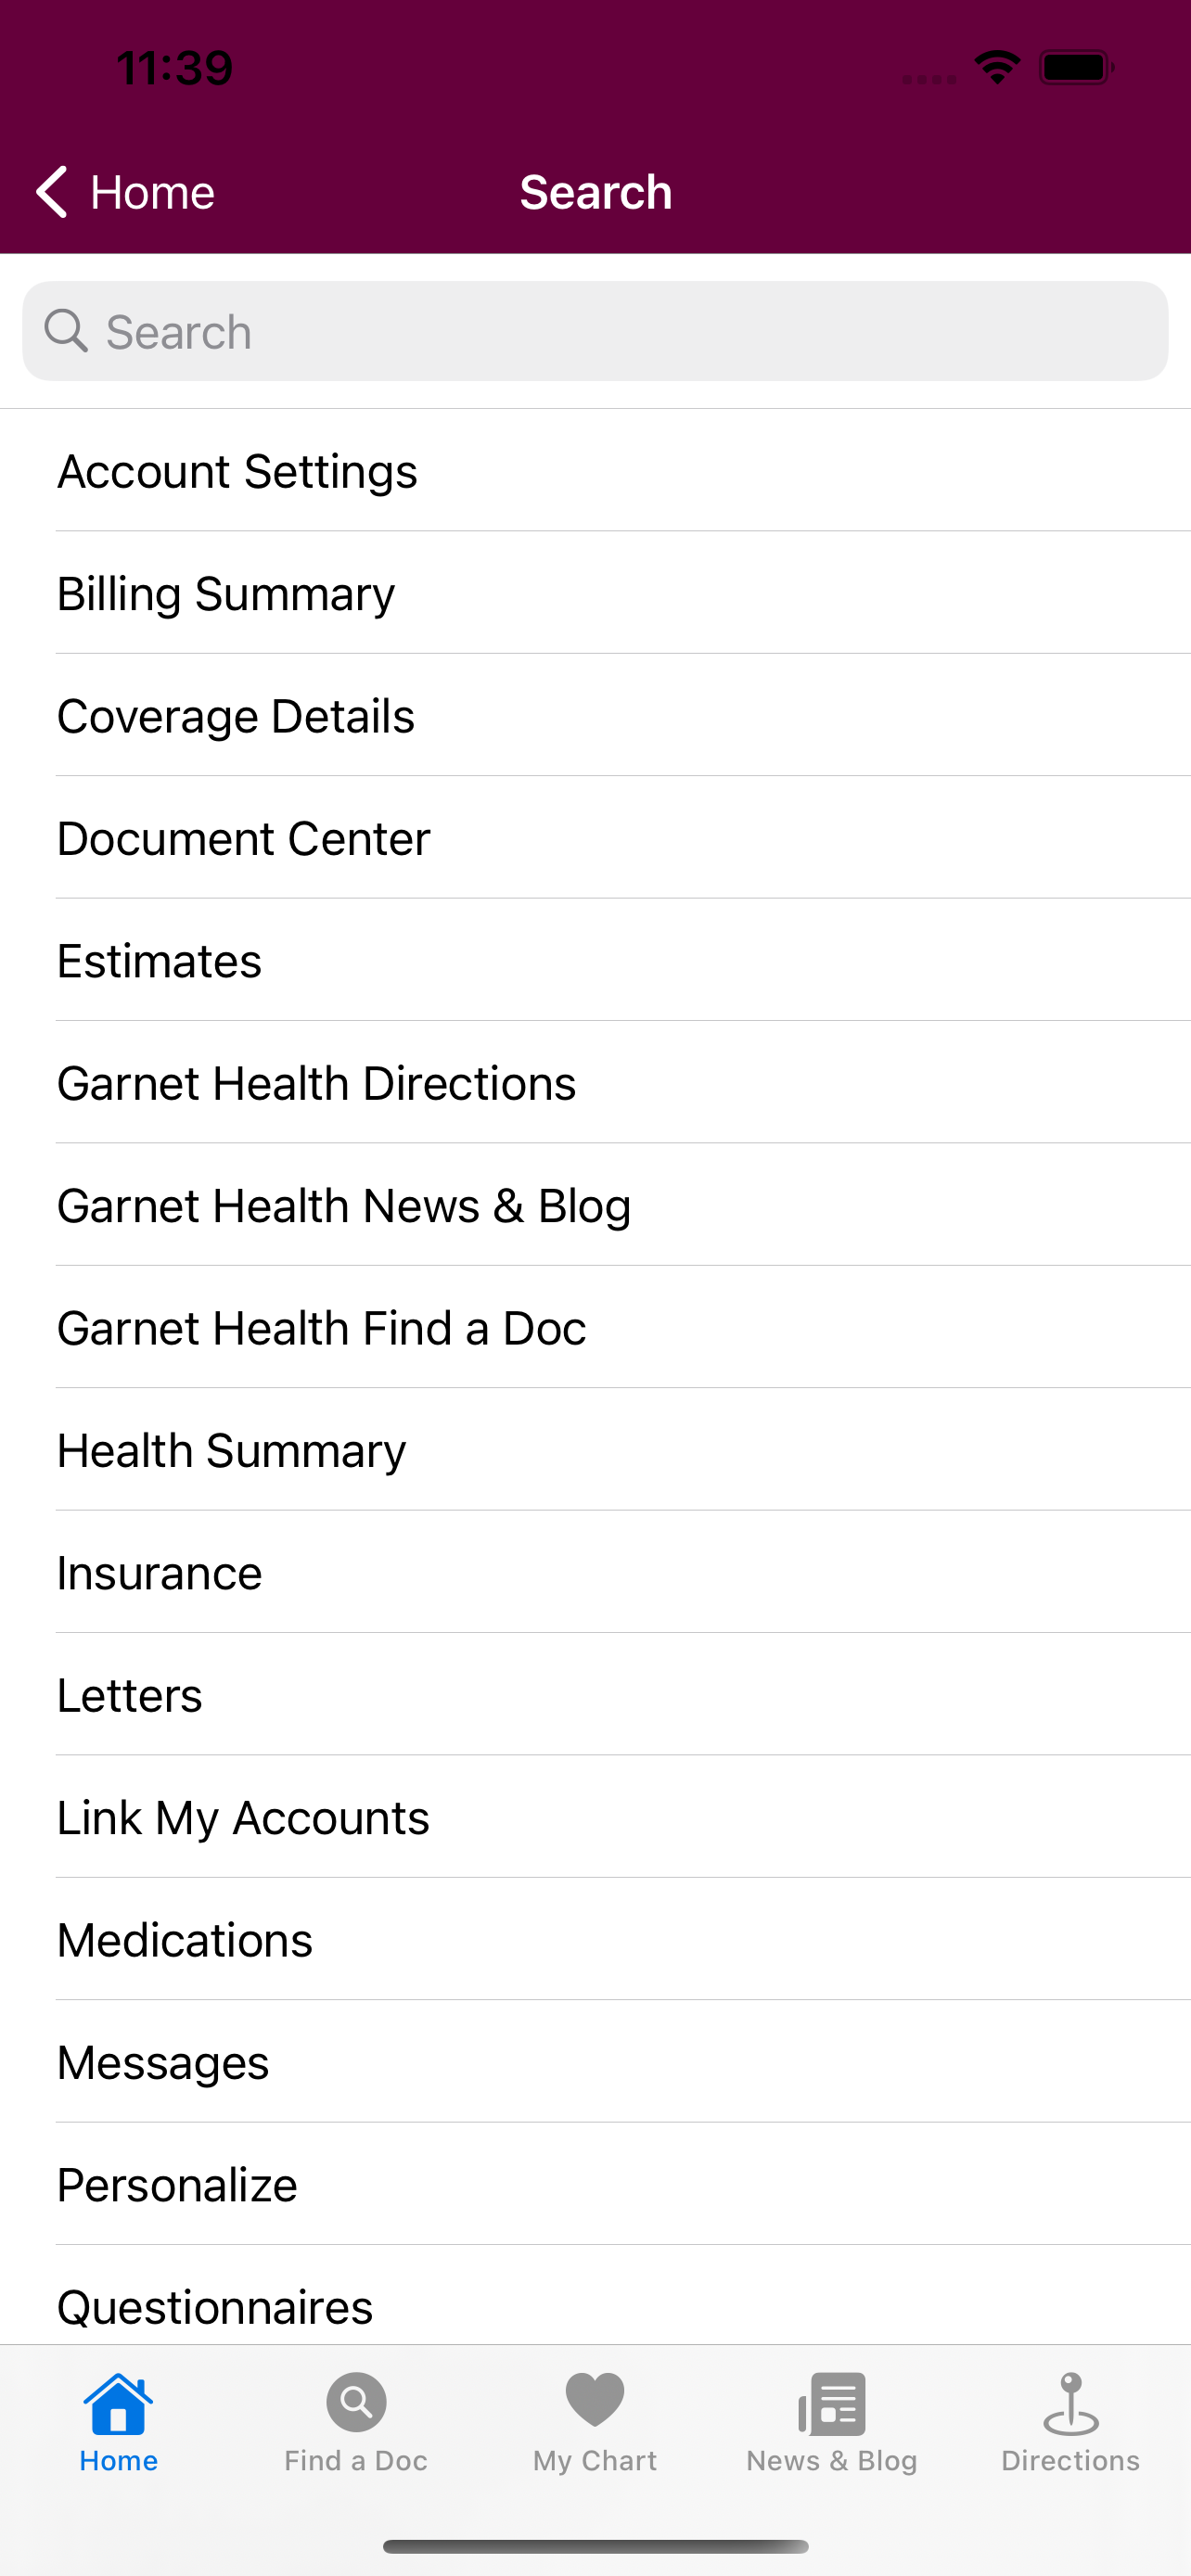 11:39
Home
Search
Search
Account Settings
Billing Summary
Coverage Details
Document Center
Estimates
Garnet Health Directions
Garnet Health News & Blog
Garnet Health Find a Doc
Health Summary
Insurance
Letters
Link My Accounts
Medications
Messages
Personalize
Questionnaires
Home
Find a Doc
My Chart
News & Blog
Directions